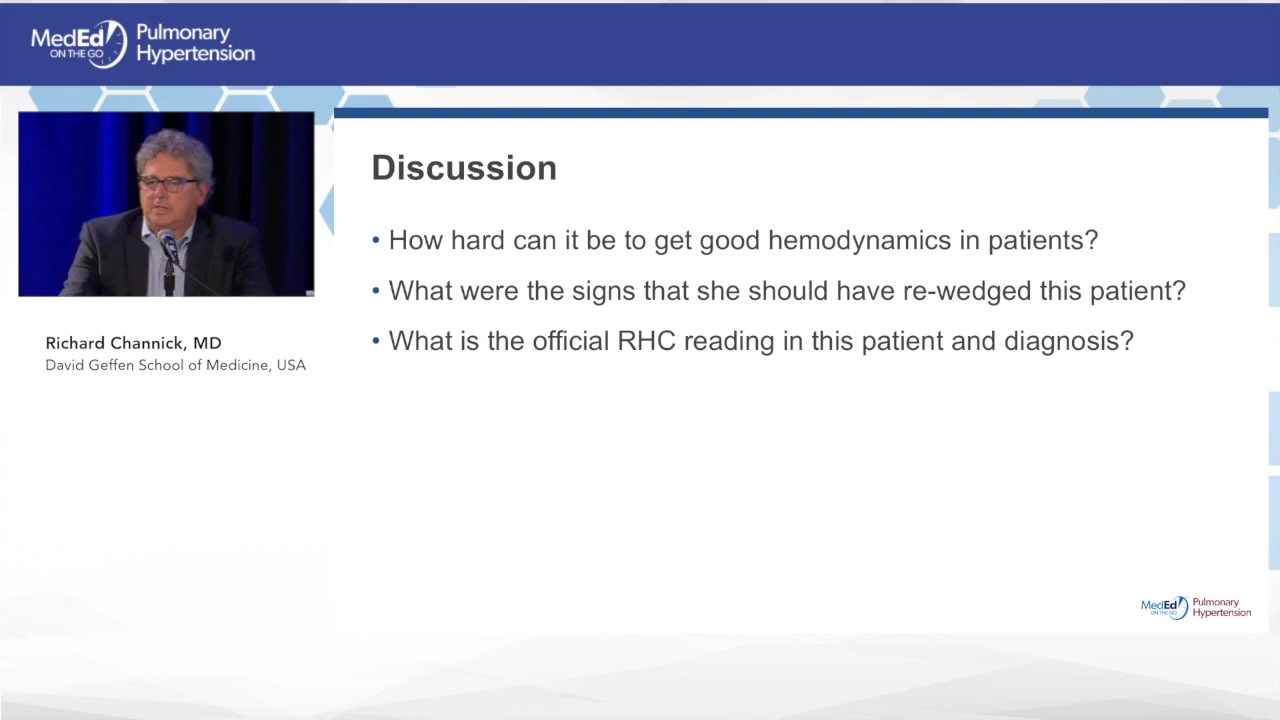 MedEd
ON THE GO
Pulmonary
Hypertension
Richard Channick, MD
David Geffen School of Medicine, USA
Discussion
• How hard can it be to get good hemodynamics in patients?
• What were the signs that she should have re-wedged this patient?
• What is the official RHC reading in this patient and diagnosis?
MedEd
ON THE GO
Pulmonary
Hypertension